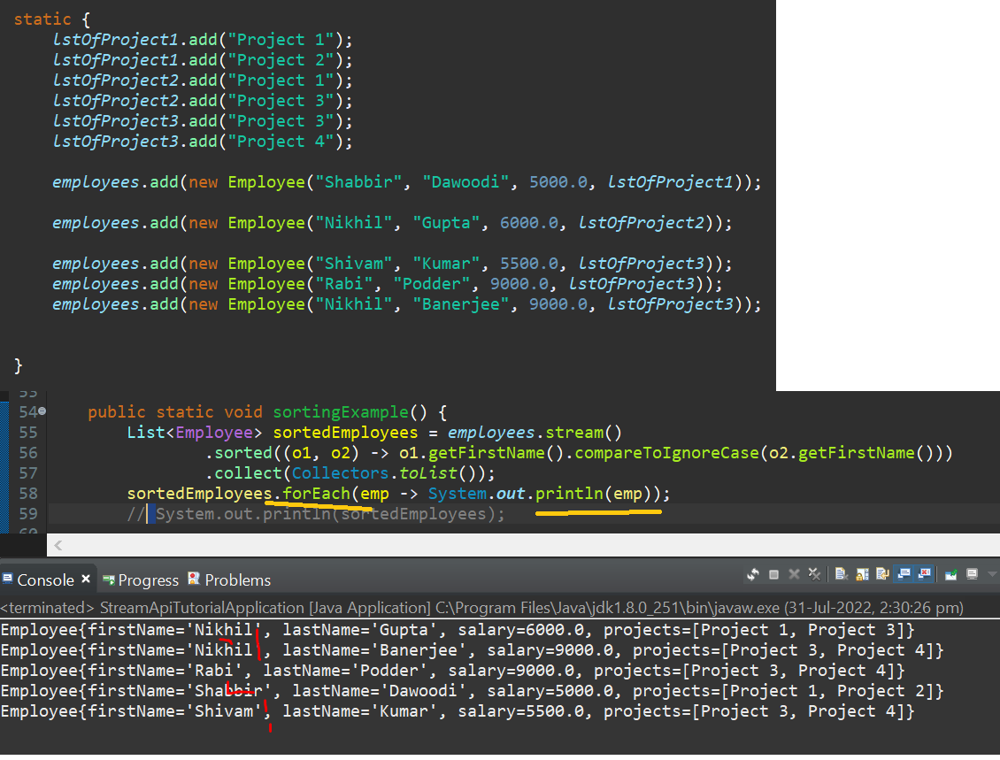 static {
lstOfProject1.add("Project 1");
lstOfProject1.add("Project 2");
lstOfProject2.add("Project 1");
lstOfProject2.add("Project 3");
lstOfProject3.add("Project 3");
lstOfProject3.add("Project 4");
employees.add(new Employee("Shabbir", "Dawoodi", 5000.0, lstOfProject1));
employees.add(new Employee("Nikhil", "Gupta", 6000.0, lstOfProject2));
employees.add(new Employee("Shivam", "Kumar", 5500.0, lstOfProject3));
employees.add(new Employee("Rabi", "Podder", 9000.0, lstOfProject3));
employees.add(new Employee("Nikhil", "Banerjee", 9000.0, lstOfProject3));
}
53
54 public static void sortingExample() {
55 List<Employee> sortedEmployees = employees.stream()
56 .sorted((o1, o2) -> o1.getFirstName().compareToIgnoreCase(o2.getFirstName()))
57 .collect(Collectors.toList());
58 sortedEmployees.forEach(emp -> System.out.println(emp));
59 // System.out.println(sortedEmployees);
60
Console Progress Problems
<terminated> StreamApiTutorialApplication [Java Application] C:\Program Files\Java\jdk1.8.0_251\bin\javaw.exe (31-Jul-2022, 2:30:26 pm)
Employee{firstName='Nikhil', lastName='Gupta', salary=6000.0, projects=[Project 1, Project 3]}
Employee{firstName='Nikhil', lastName='Banerjee', salary=9000.0, projects=[Project 3, Project 4]}
Employee{firstName='Rabi', lastName='Podder', salary=9000.0, projects=[Project 3, Project 4]}
Employee{firstName='Shabbir', lastName='Dawoodi', salary=5000.0, projects=[Project 1, Project 2]}
Employee{firstName='Shivam', lastName='Kumar', salary=5500.0, projects=[Project 3, Project 4]}